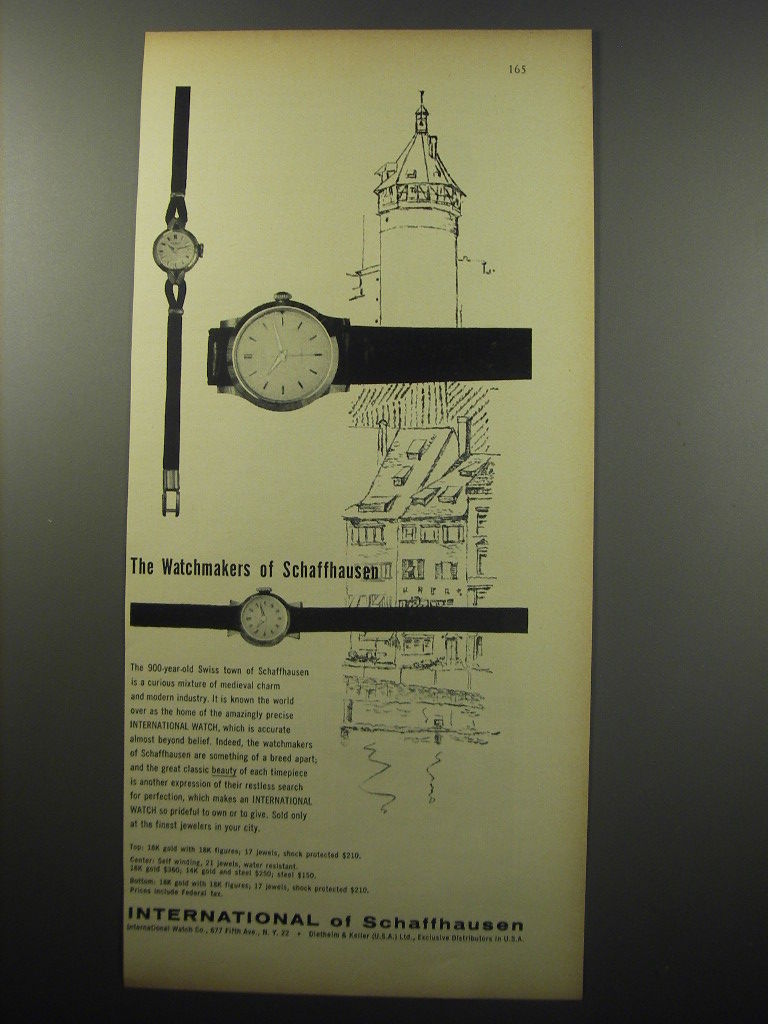 165
The Watchmakers of Schaffhausen
The 900-year-old Swiss town of Schaffhausen
is a curious mixture of medieval charm
and modern industry. It is known the world
over as the home of the amazingly precise
INTERNATIONAL WATCH, which is accurate
almost beyond belief. Indeed, the watchmakers
of Schaffhausen are something of a breed apart;
and the great classic beauty of each timepiece
is another expression of their restless search
for perfection, which makes an INTERNATIONAL
WATCH so prideful to own or to give. Sold only
at the finest jewelers in your city.
Top: 18K gold with 18K figures; 17 jewels, shock protected $210.
Center: Self winding, 21 jewels, water resistant.
18K gold $360; 14K gold and steel $250; steel $150.
Bottom: 18K gold with 18K figures; 17 jewels, shock protected $210.
Prices include Federal tax.
INTERNATIONAL of Schaffhausen
International Watch Co., 677 Fifth Ave., N. Y. 22 • Diethelm & Keller (U.S.A.) Ltd., Exclusive Distributors in U.S.A.